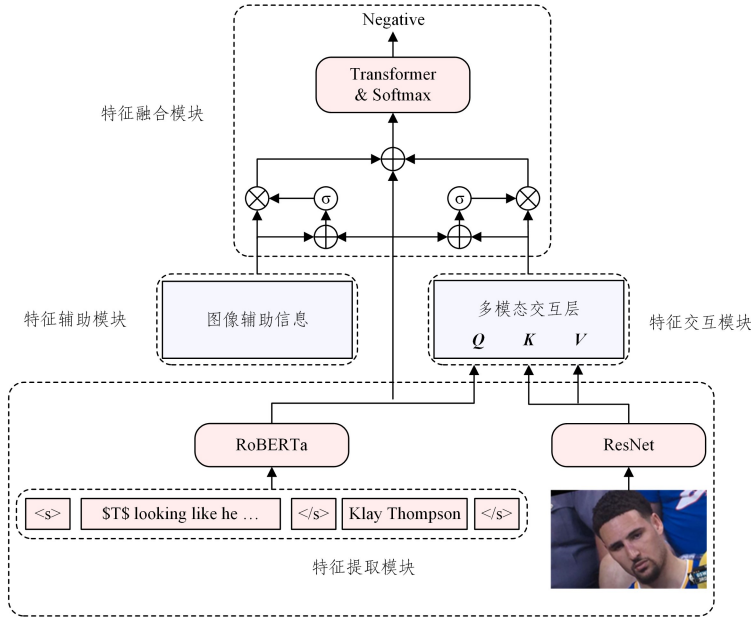 Negative
Transformer
& Softmax
特征融合模块
σ
σ
特征辅助模块
图像辅助信息
多模态交互层
Q K V
特征交互模块
RoBERTa
ResNet
<s> $T$ looking like he … </s> Klay Thompson </s>
特征提取模块